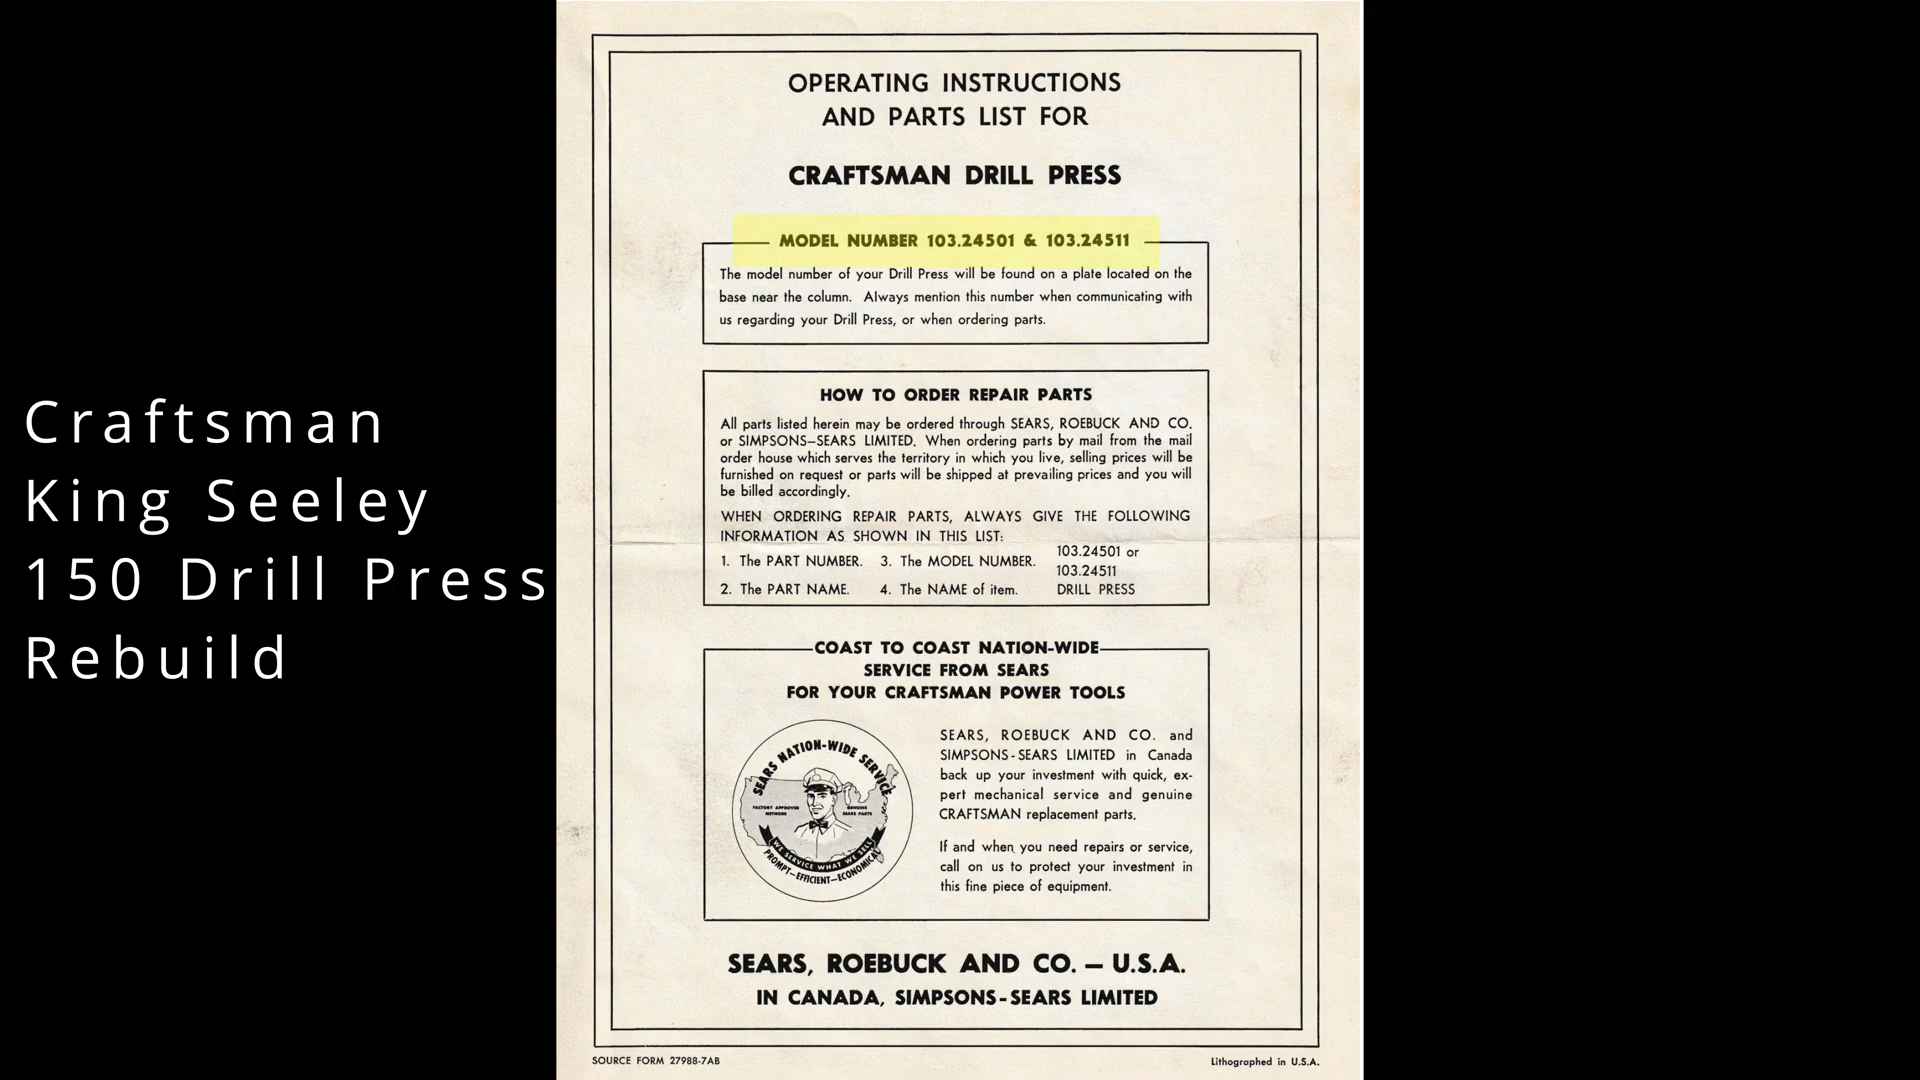 Craftsman
King Seeley
150 Drill Press
Rebuild
OPERATING INSTRUCTIONS
AND PARTS LIST FOR
CRAFTSMAN DRILL PRESS
MODEL NUMBER 103.24501 & 103.24511
The model number of your Drill Press will be found on a plate located on the
base near the column. Always mention this number when communicating with
us regarding your Drill Press, or when ordering parts.
HOW TO ORDER REPAIR PARTS
All parts listed herein may be ordered through SEARS, ROEBUCK AND CO.
or SIMPSONS—SEARS LIMITED. When ordering parts by mail from the mail
order house which serves the territory in which you live, selling prices will be
furnished on request or parts will be shipped at prevailing prices and you will
be billed accordingly.
WHEN ORDERING REPAIR PARTS, ALWAYS GIVE THE FOLLOWING
INFORMATION AS SHOWN IN THIS LIST:
1. The PART NUMBER. 3. The MODEL NUMBER. 103.24501 or
103.24511
2. The PART NAME. 4. The NAME of item. DRILL PRESS
COAST TO COAST NATION-WIDE
SERVICE FROM SEARS
FOR YOUR CRAFTSMAN POWER TOOLS
SEARS NATION-WIDE SERVICE
FACTORY APPROVED
METHODS
GENUINE
SEARS PARTS
WE SERVICE WHAT WE SELL
PROMPT—EFFICIENT—ECONOMICAL
SEARS, ROEBUCK AND CO. and
SIMPSONS-SEARS LIMITED in Canada
back up your investment with quick, ex-
pert mechanical service and genuine
CRAFTSMAN replacement parts.
If and when you need repairs or service,
call on us to protect your investment in
this fine piece of equipment.
SEARS, ROEBUCK AND CO. — U.S.A.
IN CANADA, SIMPSONS-SEARS LIMITED
SOURCE FORM 27988-7AB
Lithographed in U.S.A.